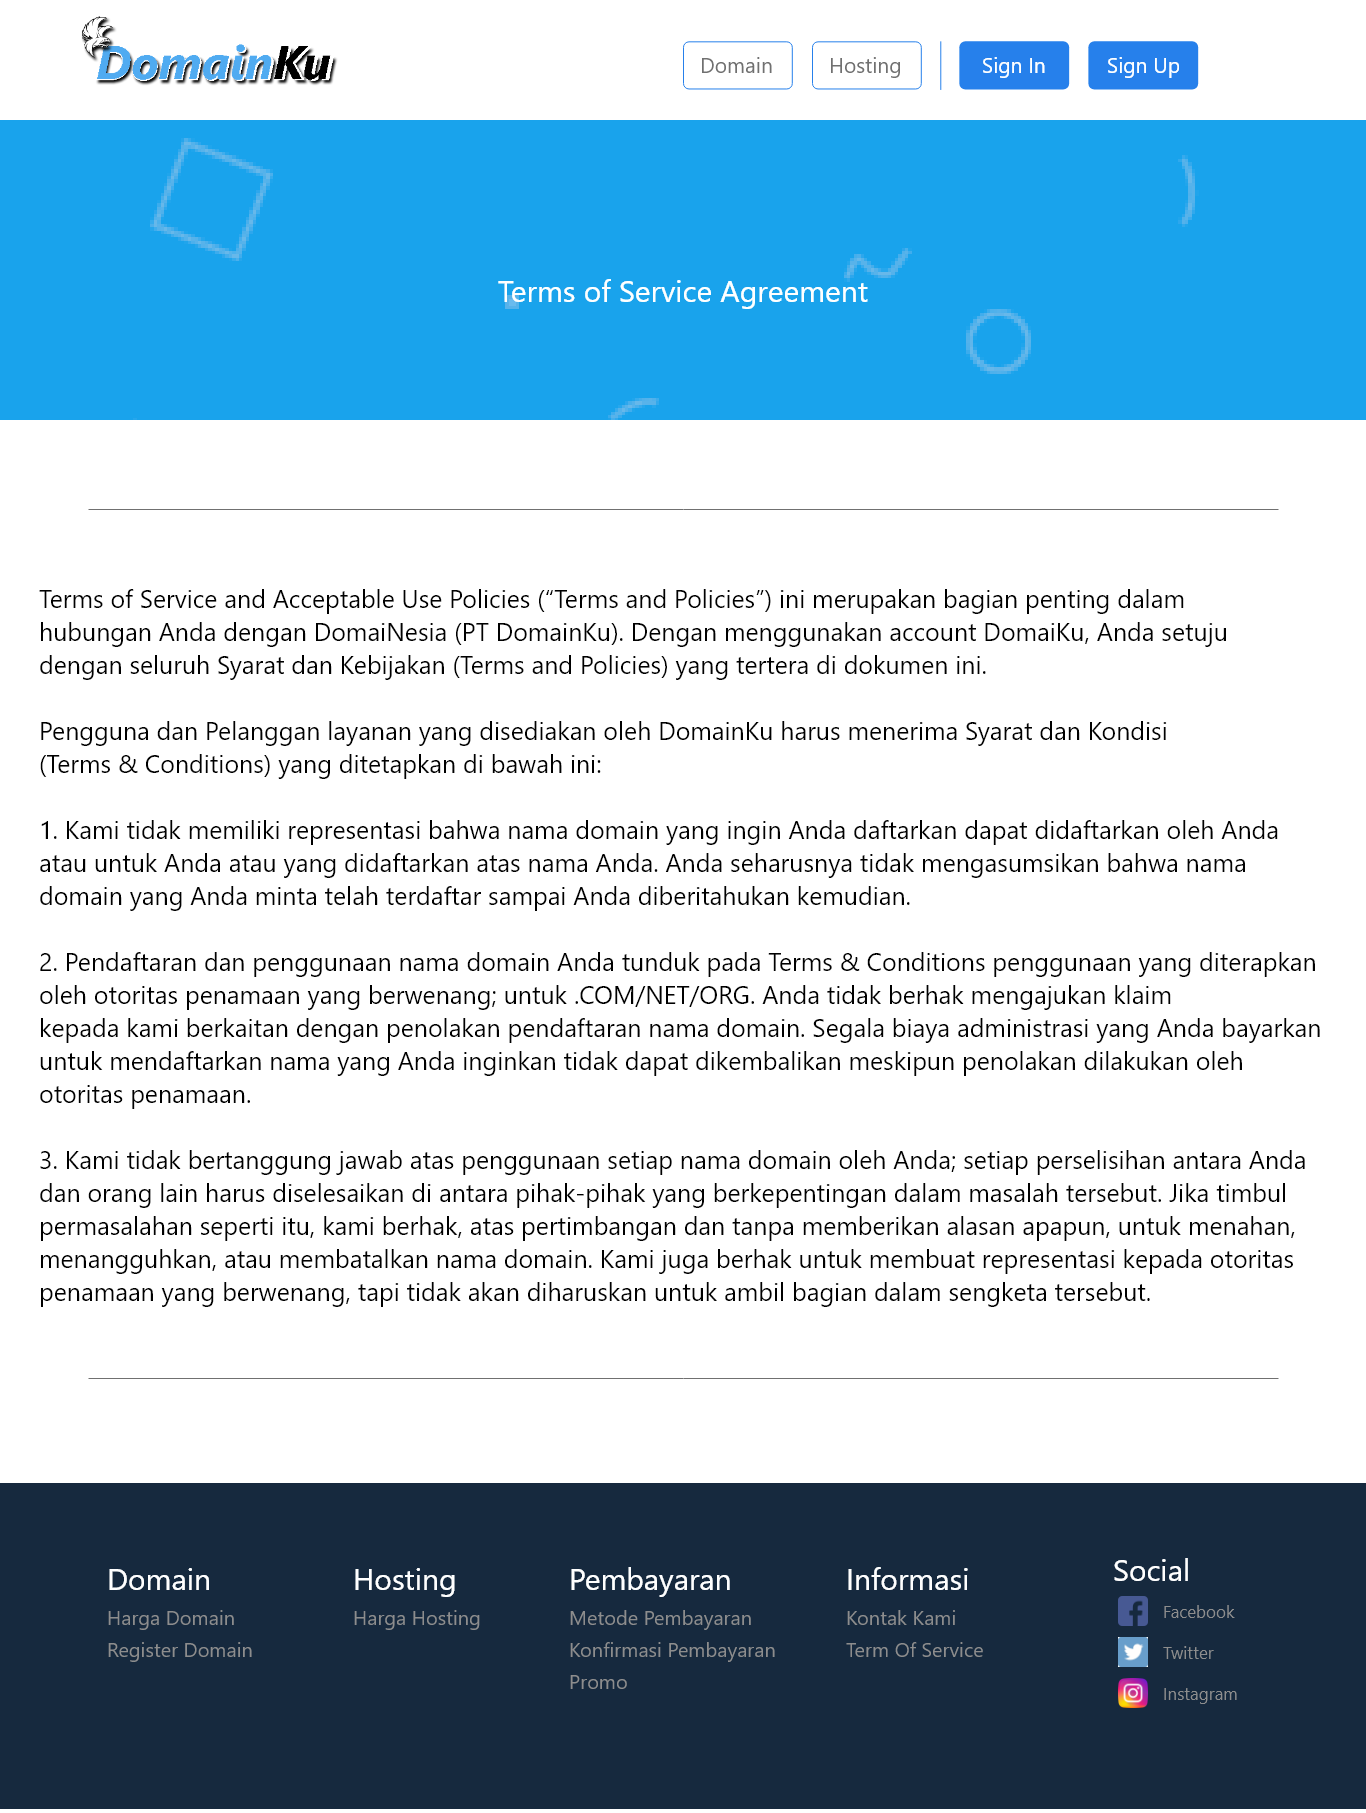 DomainKu
Domain
Hosting
Sign In
Sign Up
Terms of Service Agreement
Terms of Service and Acceptable Use Policies (“Terms and Policies”) ini merupakan bagian penting dalam
hubungan Anda dengan DomaiNesia (PT DomainKu). Dengan menggunakan account DomaiKu, Anda setuju
dengan seluruh Syarat dan Kebijakan (Terms and Policies) yang tertera di dokumen ini.
Pengguna dan Pelanggan layanan yang disediakan oleh DomainKu harus menerima Syarat dan Kondisi
(Terms & Conditions) yang ditetapkan di bawah ini:
1. Kami tidak memiliki representasi bahwa nama domain yang ingin Anda daftarkan dapat didaftarkan oleh Anda
atau untuk Anda atau yang didaftarkan atas nama Anda. Anda seharusnya tidak mengasumsikan bahwa nama
domain yang Anda minta telah terdaftar sampai Anda diberitahukan kemudian.
2. Pendaftaran dan penggunaan nama domain Anda tunduk pada Terms & Conditions penggunaan yang diterapkan
oleh otoritas penamaan yang berwenang; untuk .COM/NET/ORG. Anda tidak berhak mengajukan klaim
kepada kami berkaitan dengan penolakan pendaftaran nama domain. Segala biaya administrasi yang Anda bayarkan
untuk mendaftarkan nama yang Anda inginkan tidak dapat dikembalikan meskipun penolakan dilakukan oleh
otoritas penamaan.
3. Kami tidak bertanggung jawab atas penggunaan setiap nama domain oleh Anda; setiap perselisihan antara Anda
dan orang lain harus diselesaikan di antara pihak-pihak yang berkepentingan dalam masalah tersebut. Jika timbul
permasalahan seperti itu, kami berhak, atas pertimbangan dan tanpa memberikan alasan apapun, untuk menahan,
menangguhkan, atau membatalkan nama domain. Kami juga berhak untuk membuat representasi kepada otoritas
penamaan yang berwenang, tapi tidak akan diharuskan untuk ambil bagian dalam sengketa tersebut.
Domain
Harga Domain
Register Domain
Hosting
Harga Hosting
Pembayaran
Metode Pembayaran
Konfirmasi Pembayaran
Promo
Informasi
Kontak Kami
Term Of Service
Social
Facebook
Twitter
Instagram